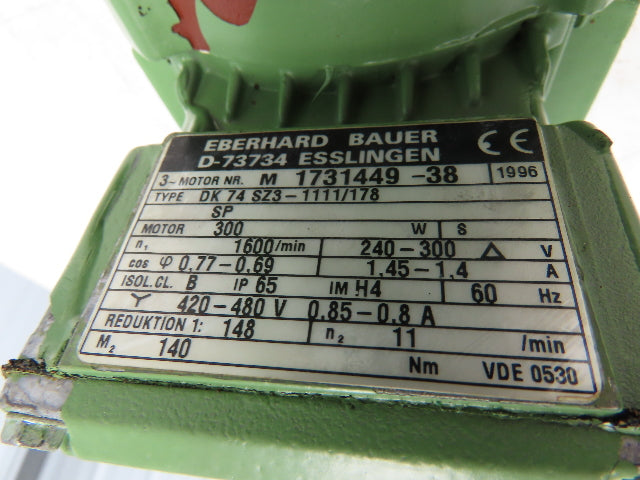 EBERHARD BAUER
D-73734 ESSLINGEN CE
3~ MOTOR NR. M 1731449 -38 1996
TYPE DK 74 SZ3-1111/178
SP
MOTOR 300 W S
n₁ 1600/min 240-300 △ V
cos φ 0,77-0,69 1,45-1,4 A
ISOL.CL. B IP 65 IM H4 60 Hz
Y 420-480 V 0,85-0,8 A
REDUKTION 1: 148 n₂ 11 /min
M₂ 140 Nm VDE 0530